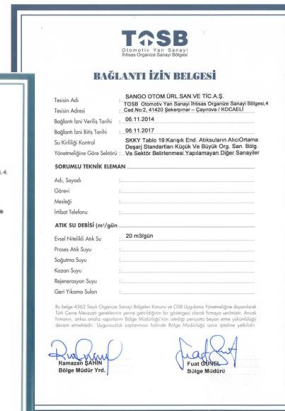 TOSB
Otomotiv Yan Sanayi
İhtisas Organize Sanayi Bölgesi
BAĞLANTI İZİN BELGESİ
Tesisin Adı : SANGO OTOM.ÜRL.SAN.VE TİC.A.Ş.
Tesisin Adresi : TOSB Otomotiv Yan Sanayi İhtisas Organize Sanayi Bölgesi,4
Cad.No:2, 41420 Şekerpınar – Çayırova / KOCAELİ
Bağlantı İzni Veriliş Tarihi : 06.11.2014
Bağlantı İzni Bitiş Tarihi : 06.11.2017
Su Kirliliği Kontrol
Yönetmeliğine Göre Sektörü : SKKY Tablo 19 Karışık End. Atıksuların AlıcıOrtama
Deşarj Standartları Küçük Ve Büyük Org. San. Bölg.
Ve Sektör Belirlenmesi Yapılamayan Diğer Sanayiler
SORUMLU TEKNİK ELEMAN
Adı, Soyadı :
Görevi :
Mesleği :
İrtibat Telefonu :
ATIK SU DEBİSİ (m³/gün)
Evsel Nitelikli Atık Su : 20 m3/gün
Proses Atık Suyu :
Soğutma Suyu :
Kazan Suyu :
Rejenerasyon Suyu :
Geri Yıkama Suları :
Ramazan ŞAHİN
Bölge Müdür Yrd.
Fuat GÜNEL
Bölge Müdürü